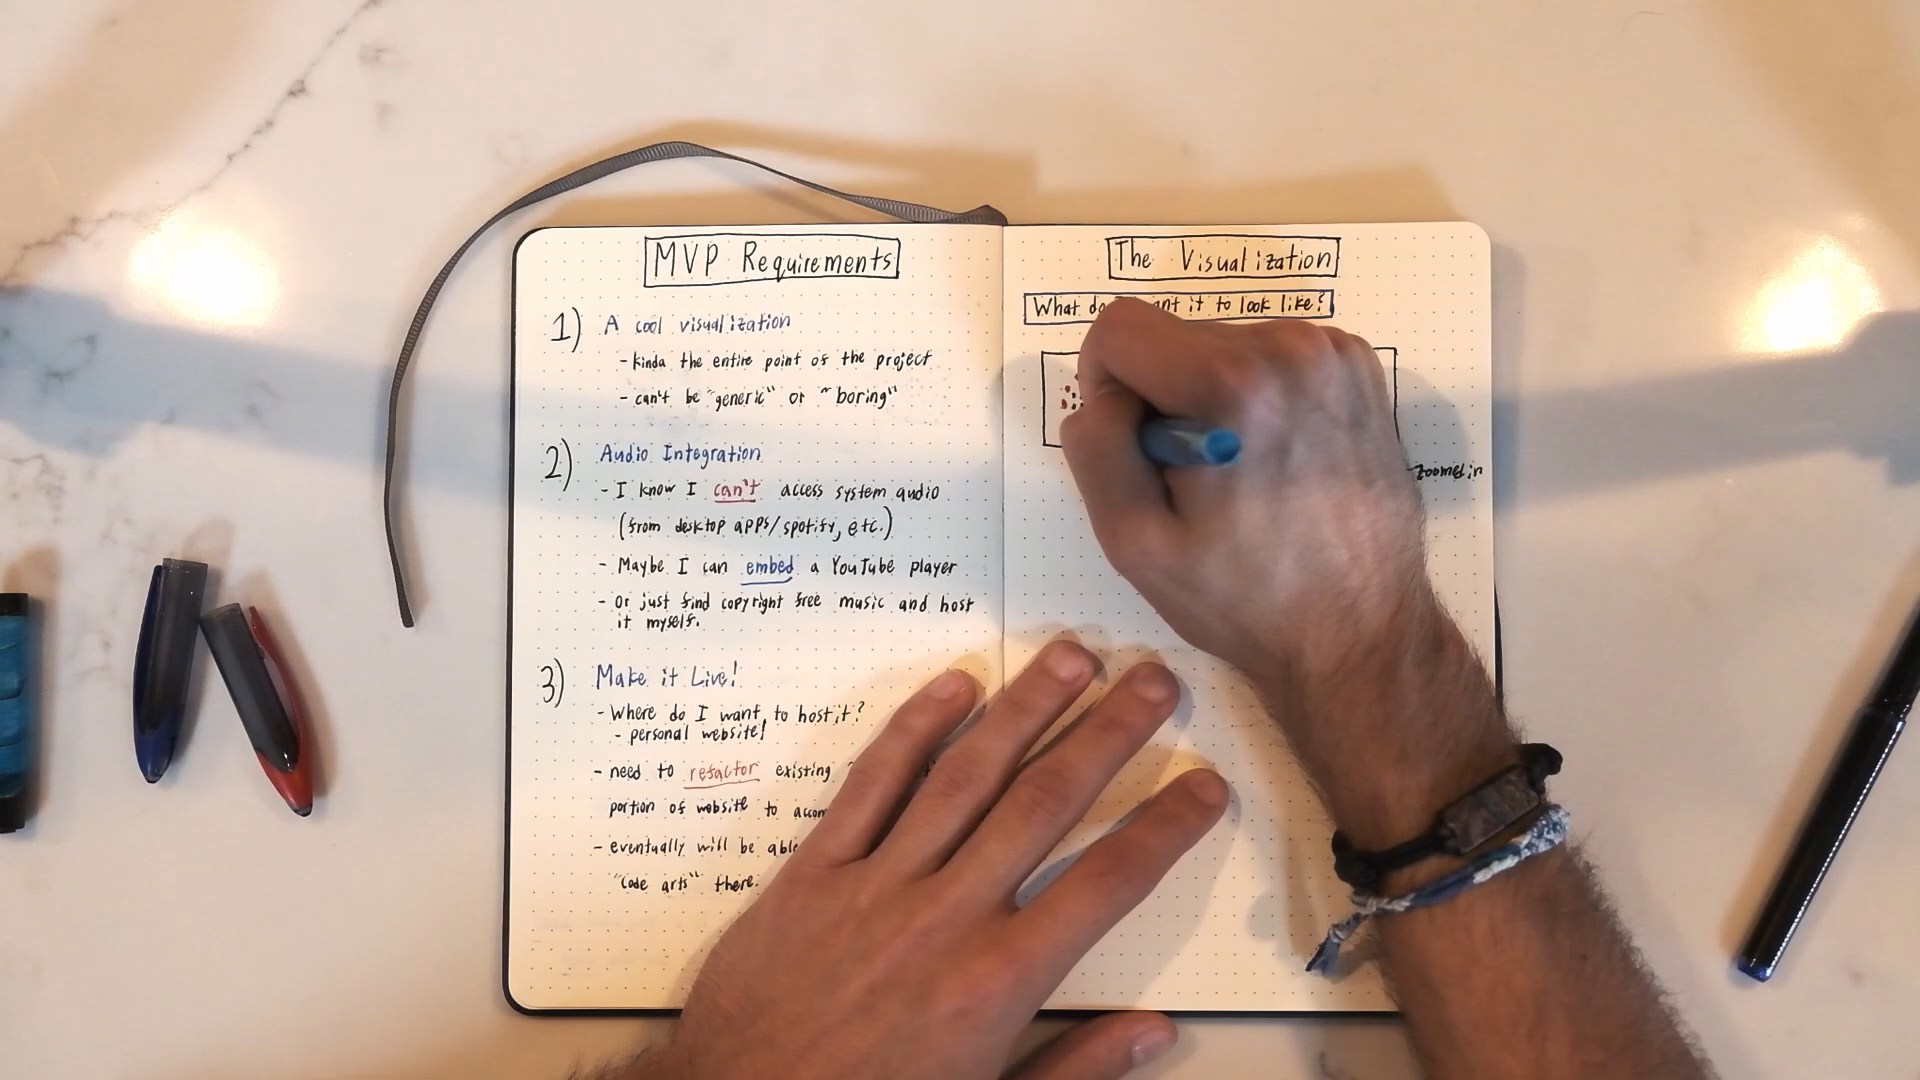 MVP Requirements
1) A cool visualization
- kinda the entire point of the project
- can't be "generic" or "boring"
2) Audio Integration
- I know I can't access system audio
(from desktop apps/spotify, etc.)
- Maybe I can embed a YouTube player
- Or just find copyright free music and host
it myself.
3) Make it Live!
- Where do I want to host it?
- personal website!
- need to refactor existing
portion of website to
- eventually will be able
"code arts" there.
The Visualization
What do it to look like?
Zoomed in